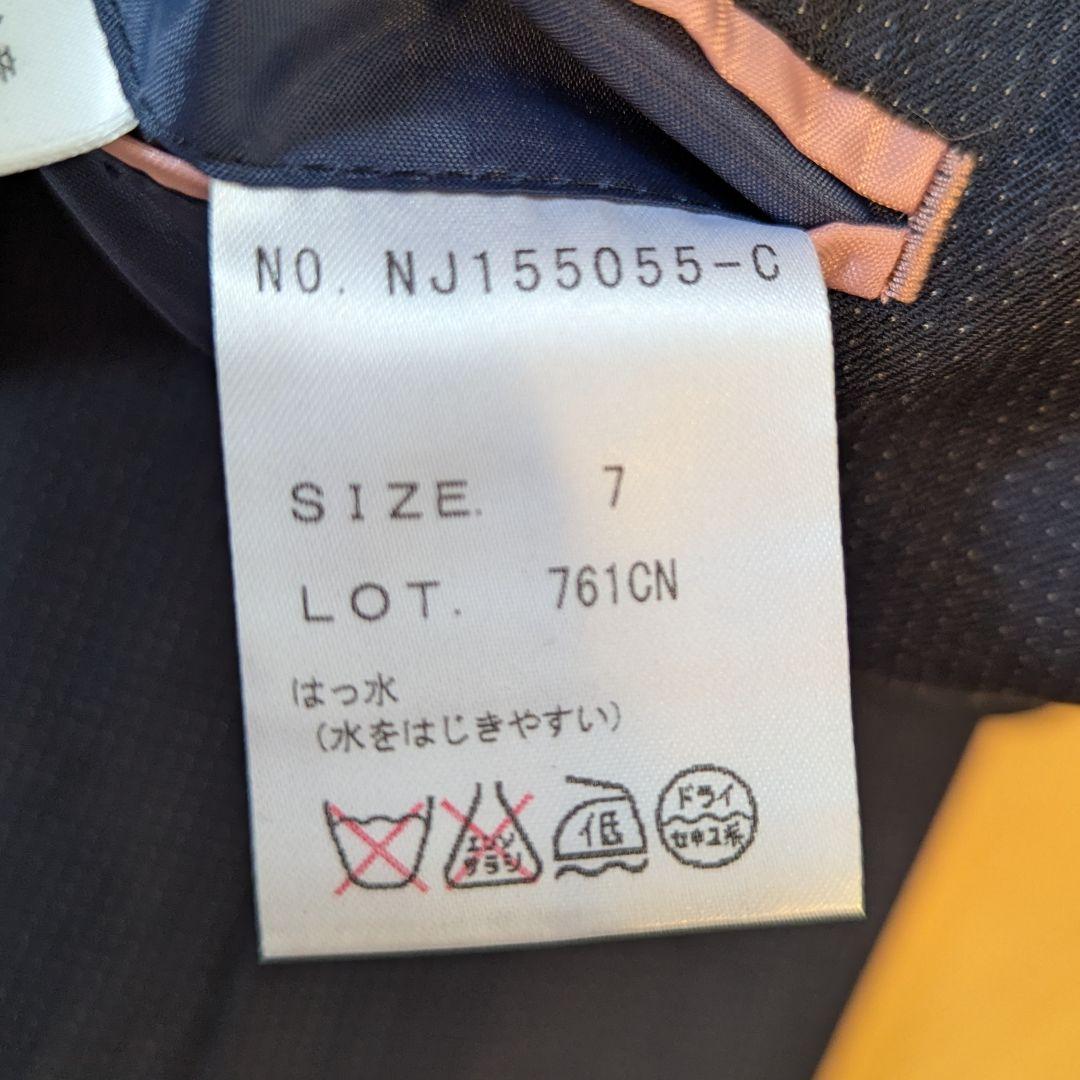 NO. NJ155055-C
SIZE. 7
LOT. 761CN
はっ水
(水をはじきやすい)
エンソ
サラシ
低
ドライ
セキユ系